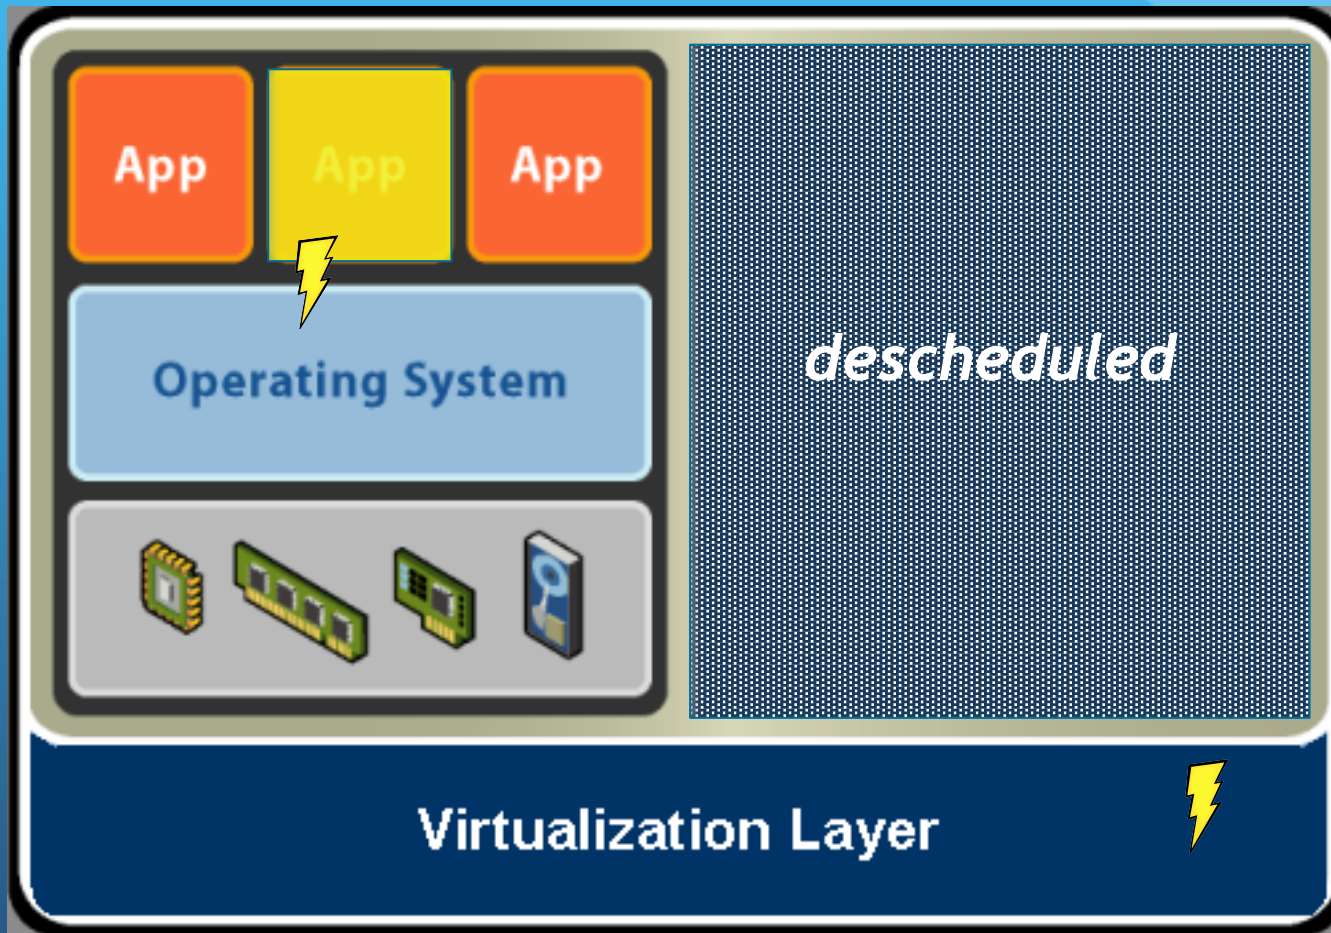 App
App
App
Operating System
descheduled
Virtualization Layer